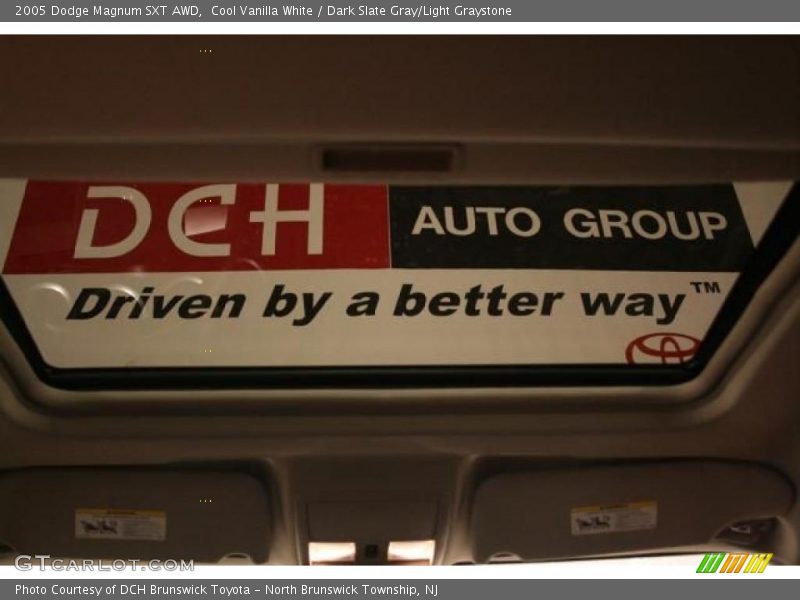 2005 Dodge Magnum SXT AWD,  Cool Vanilla White / Dark Slate Gray/Light Graystone
DCH AUTO GROUP
Driven by a better way™
GTCARLOT.COM
Photo Courtesy of DCH Brunswick Toyota – North Brunswick Township, NJ